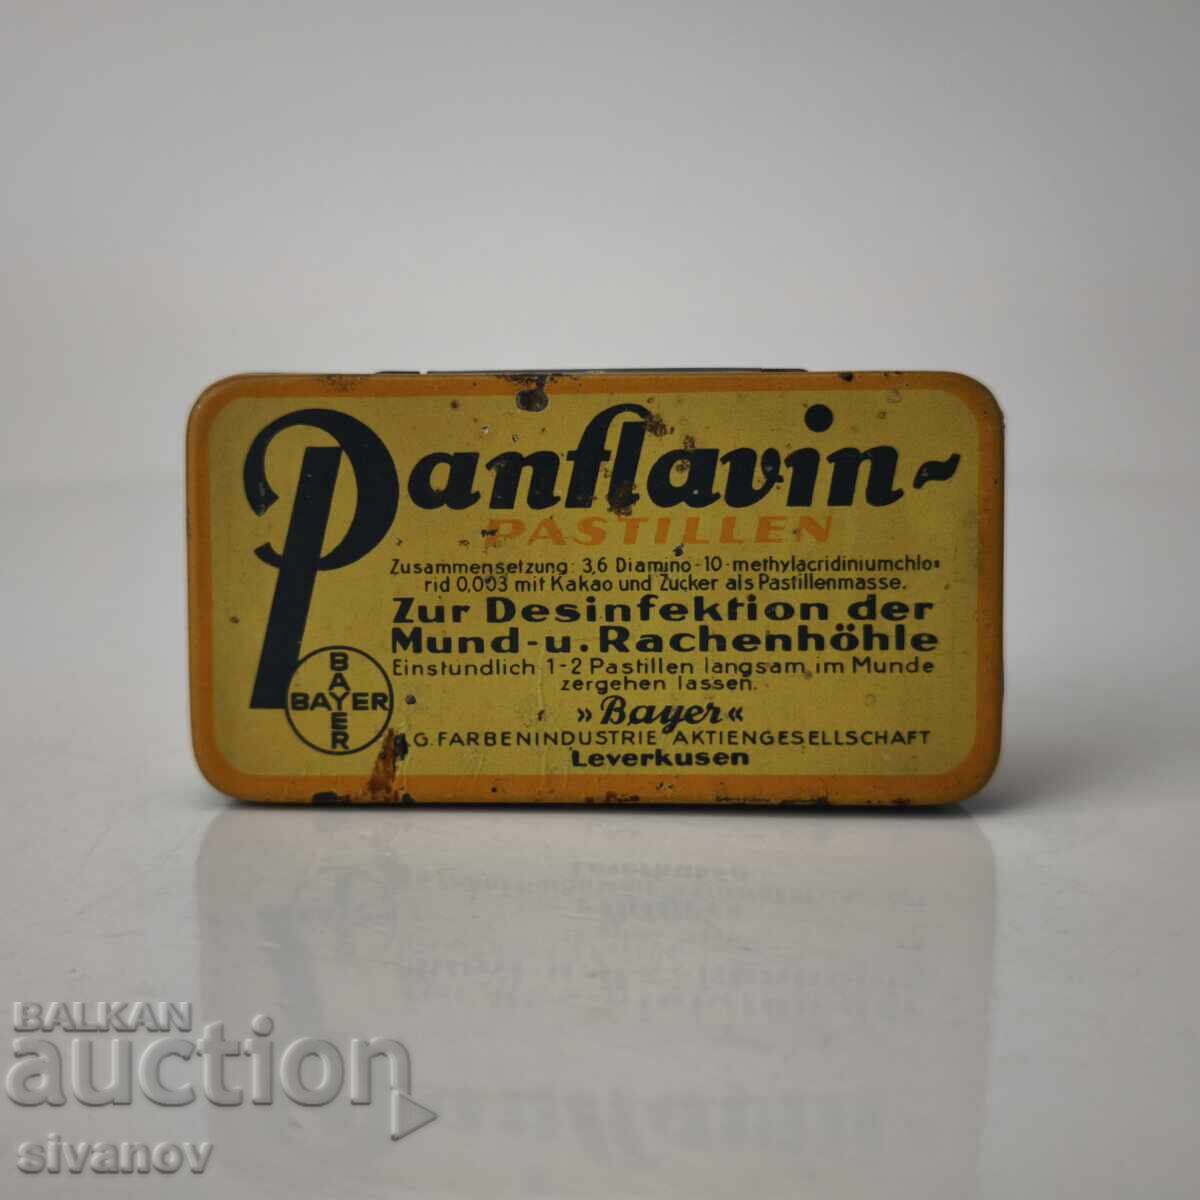 Panflavin-
PASTILLEN
Zusammensetzung: 3,6 Diamino-10-methylacridiniumchlo=
rid 0,003 mit Kakao und Zucker als Pastillenmasse.
Zur Desinfektion der
Mund-u. Rachenhöhle
Einstündlich 1-2 Pastillen langsam im Munde
zergehen lassen.
»Bayer«
G. FARBENINDUSTRIE AKTIENGESELLSCHAFT
Leverkusen
BAYER
BAYER
BALKAN
auction
sivanov